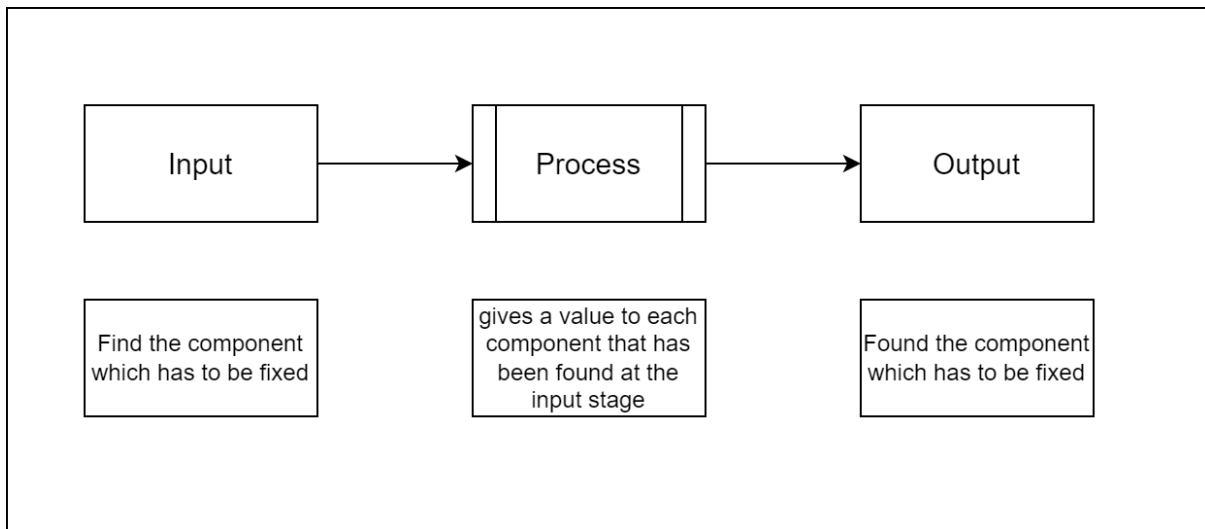 Input
Process
Output
Find the component
which has to be fixed
gives a value to each
component that has
been found at the
input stage
Found the component
which has to be fixed